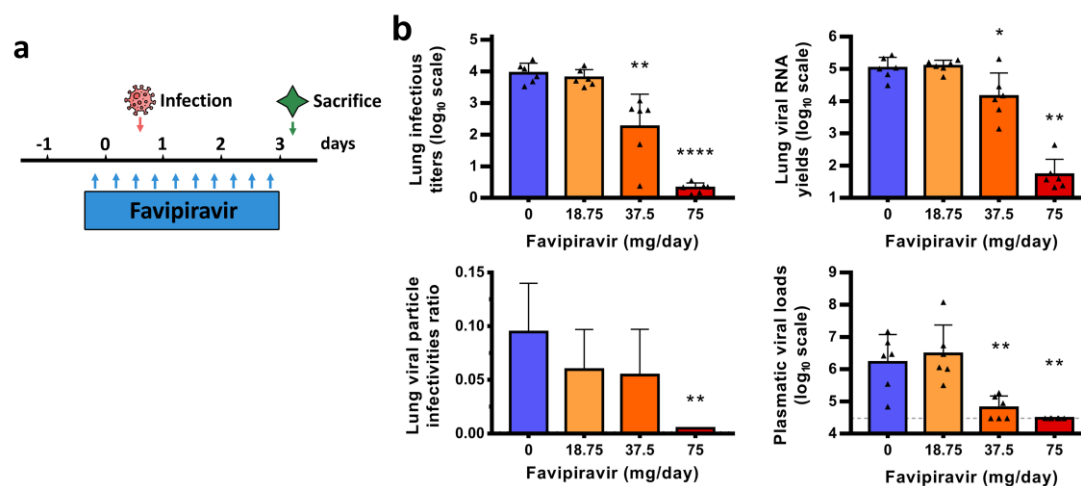 a
Infection
Sacrifice
-1 0 1 2 3 days
Favipiravir
b
Lung infectious
titers (log10 scale)
5
4
3
2
1
0
**
****
0 18.75 37.5 75
Favipiravir (mg/day)
Lung viral RNA
yields (log10 scale)
6
5
4
3
2
1
*
**
0 18.75 37.5 75
Favipiravir (mg/day)
Lung viral particle
infectivities ratio
0.15
0.10
0.05
0.00
**
0 18.75 37.5 75
Favipiravir (mg/day)
Plasmatic viral loads
(log10 scale)
9
8
7
6
5
4
**
**
0 18.75 37.5 75
Favipiravir (mg/day)